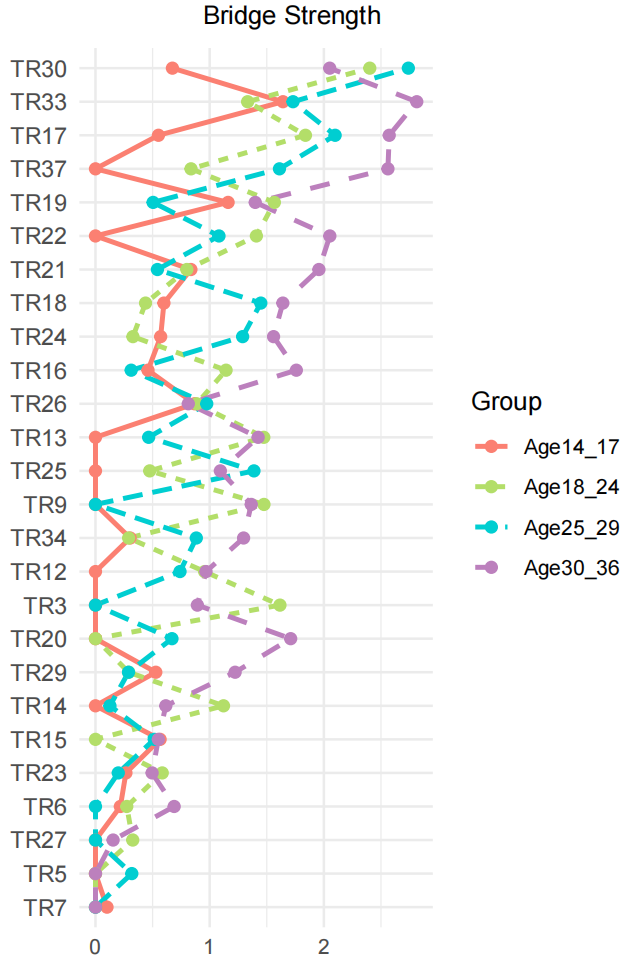 Bridge Strength
TR30
TR33
TR17
TR37
TR19
TR22
TR21
TR18
TR24
TR16
TR26
TR13
TR25
TR9
TR34
TR12
TR3
TR20
TR29
TR14
TR15
TR23
TR6
TR27
TR5
TR7
0 1 2
Group
Age14_17
Age18_24
Age25_29
Age30_36